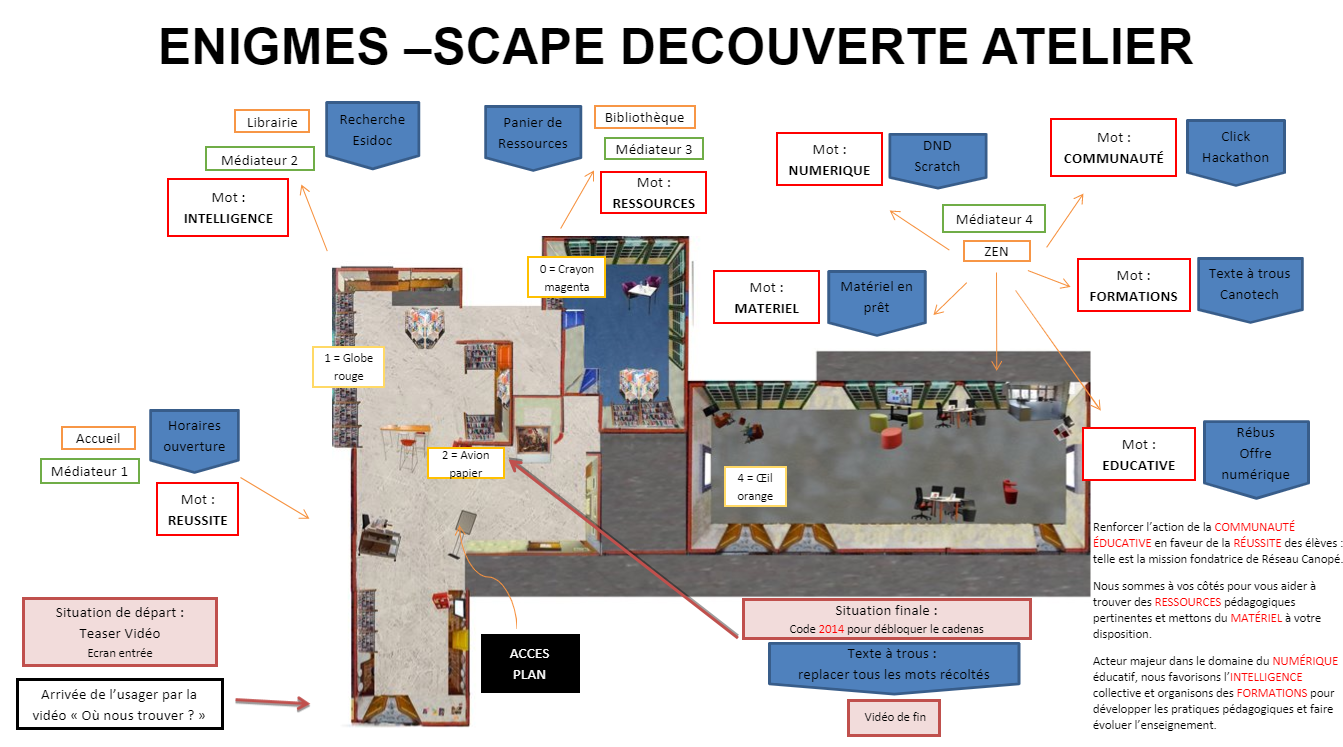 ENIGMES –SCAPE DECOUVERTE ATELIER
Librairie
Médiateur 2
Mot :
INTELLIGENCE
Recherche
Esidoc
Panier de
Ressources
Bibliothèque
Médiateur 3
Mot :
RESSOURCES
Mot :
NUMERIQUE
DND
Scratch
Mot :
COMMUNAUTÉ
Click
Hackathon
Médiateur 4
ZEN
Mot :
MATERIEL
Matériel en
prêt
Mot :
FORMATIONS
Texte à trous
Canotech
0 = Crayon
magenta
1 = Globe
rouge
2 = Avion
papier
4 = Œil
orange
Accueil
Médiateur 1
Horaires
ouverture
Mot :
REUSSITE
Mot :
EDUCATIVE
Rébus
Offre
numérique
Situation de départ :
Teaser Vidéo
Ecran entrée
Arrivée de l’usager par la
vidéo « Où nous trouver ? »
ACCES
PLAN
Situation finale :
Code 2014 pour débloquer le cadenas
Texte à trous :
replacer tous les mots récoltés
Vidéo de fin
Renforcer l’action de la COMMUNAUTÉ
ÉDUCATIVE en faveur de la RÉUSSITE des élèves :
telle est la mission fondatrice de Réseau Canopé.
Nous sommes à vos côtés pour vous aider à
trouver des RESSOURCES pédagogiques
pertinentes et mettons du MATÉRIEL à votre
disposition.
Acteur majeur dans le domaine du NUMÉRIQUE
éducatif, nous favorisons l’INTELLIGENCE
collective et organisons des FORMATIONS pour
développer les pratiques pédagogiques et faire
évoluer l’enseignement.